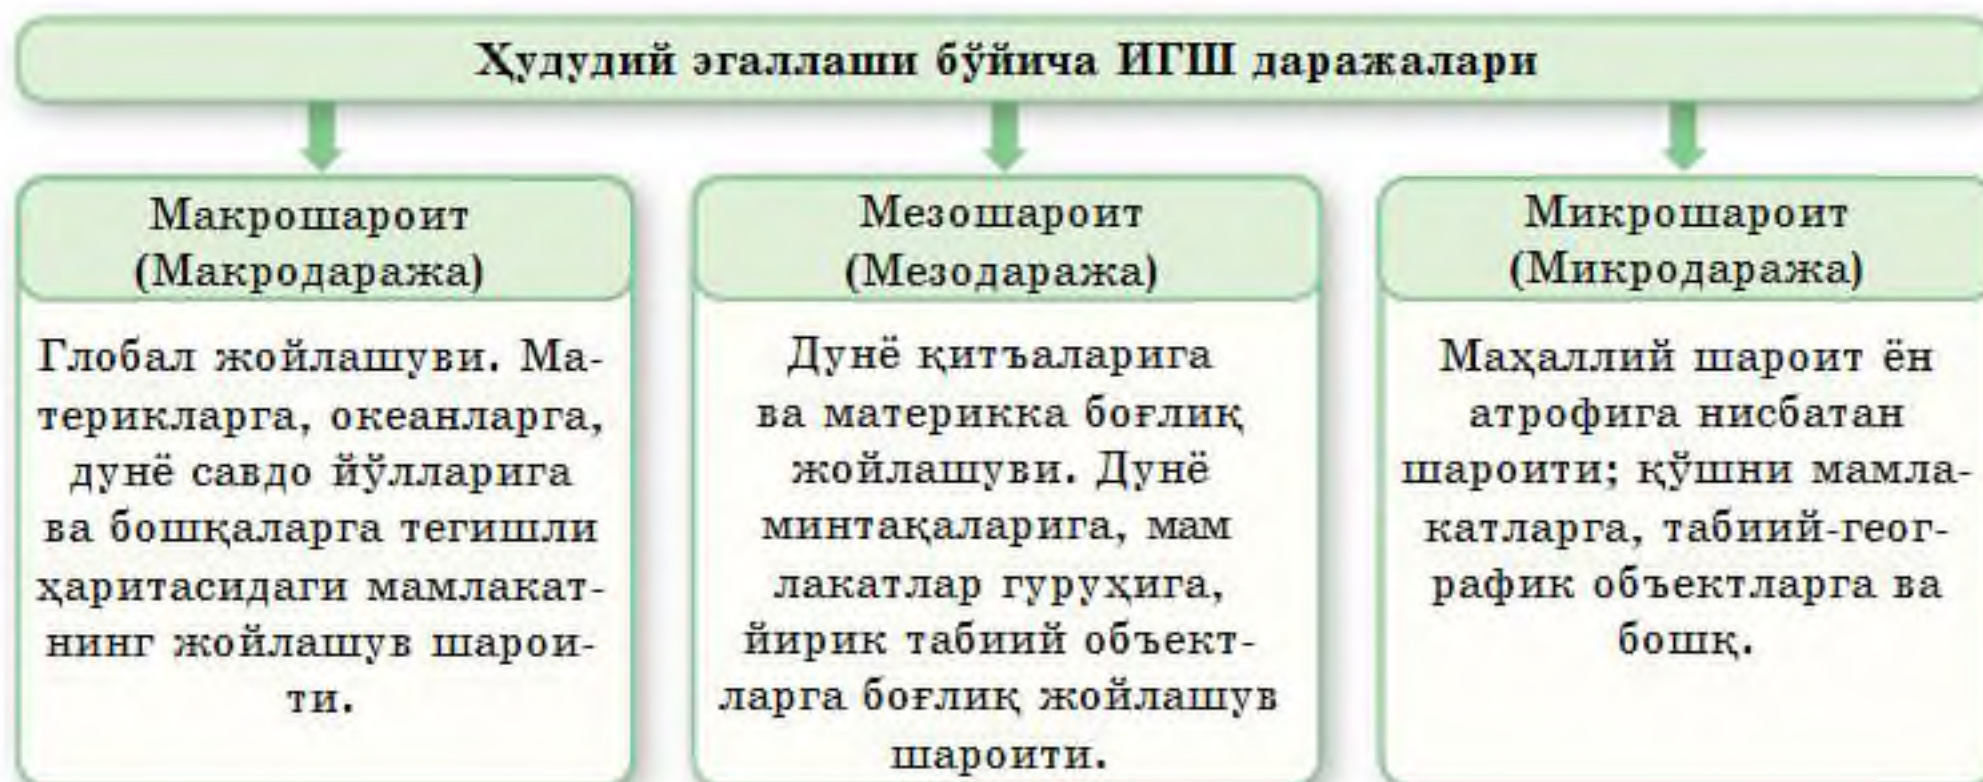 Ҳудудий эгаллаши бўйича ИГШ даражалари
Макрошароит
(Макродаража)
Глобал жойлашуви. Ма-
терикларга, океанларга,
дунё савдо йўлларига
ва бошқаларга тегишли
ҳаритасидаги мамлакат-
нинг жойлашув шарои-
ти.
Мезошароит
(Мезодаража)
Дунё қитъаларига
ва материкка боғлиқ
жойлашуви. Дунё
минтақаларига, мам
лакатлар гуруҳига,
йирик табиий объект-
ларга боғлиқ жойлашув
шароити.
Микрошароит
(Микродаража)
Маҳаллий шароит ён
атрофига нисбатан
шароити; қўшни мамла-
катларга, табиий-геог-
рафик объектларга ва
бошқ.